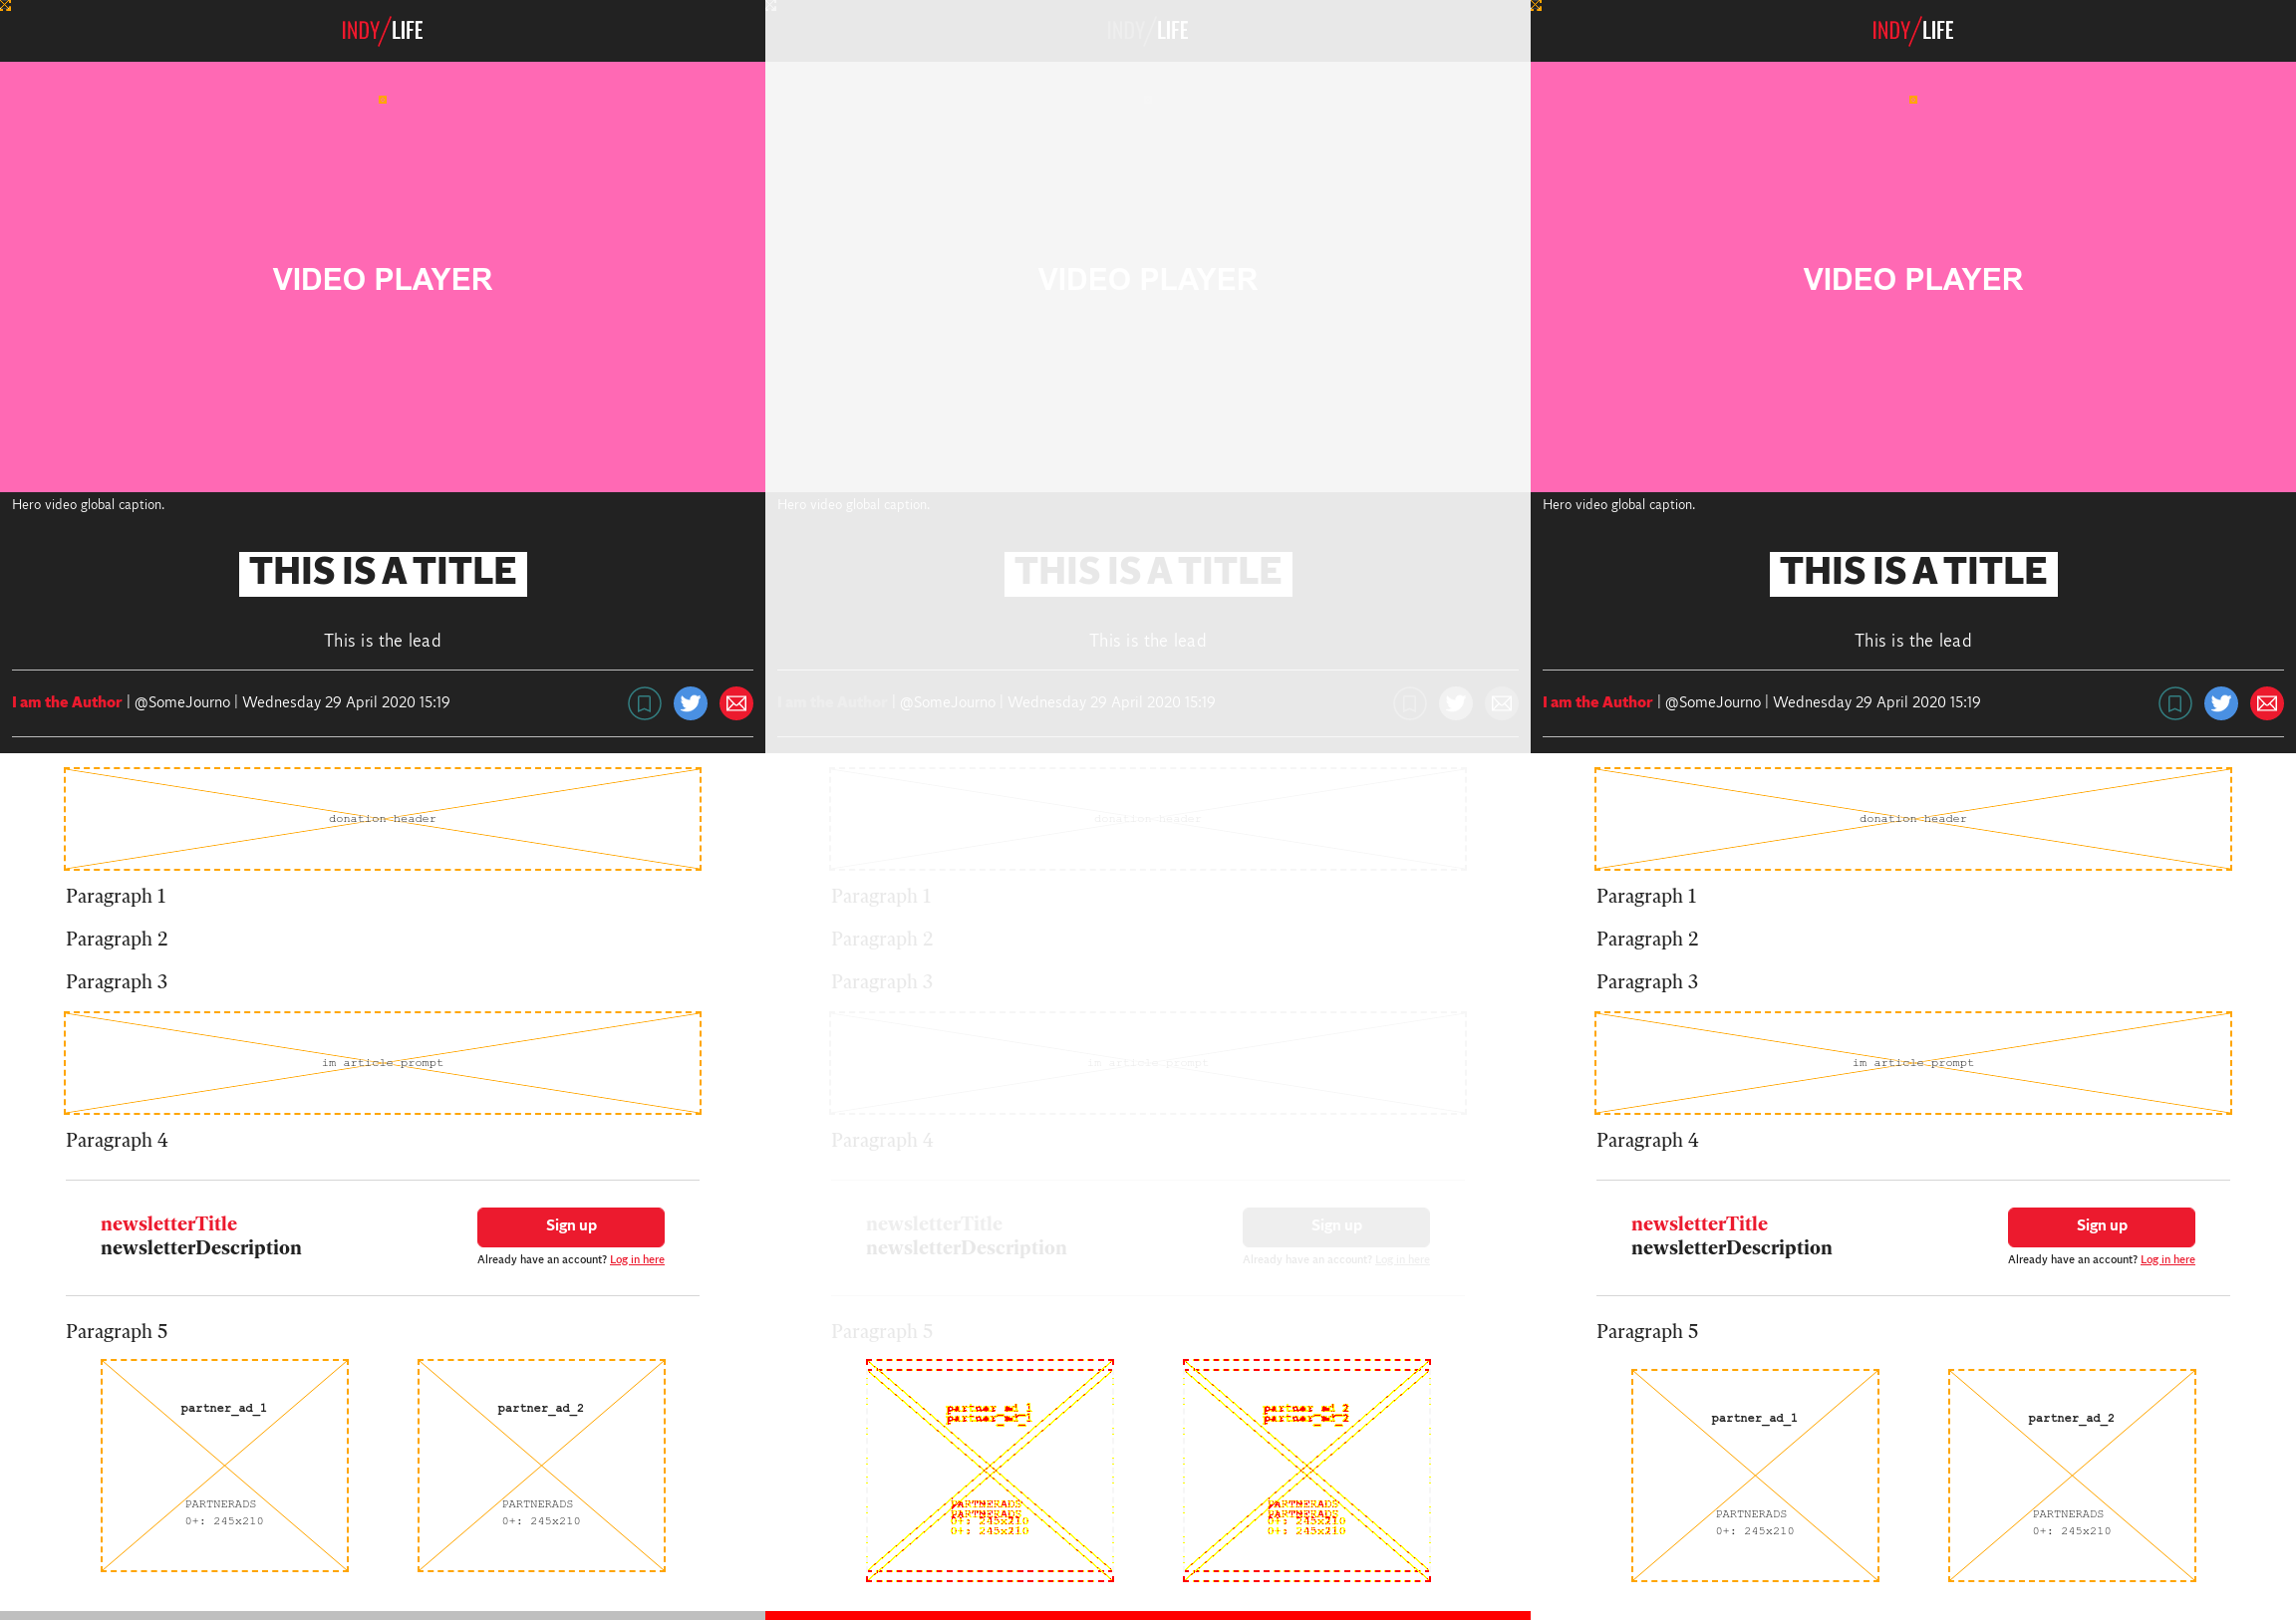 INDY/LIFE
VIDEO PLAYER
Hero video global caption.
THIS IS A TITLE
This is the lead
I am the Author | @SomeJourno | Wednesday 29 April 2020 15:19
donation header
Paragraph 1
Paragraph 2
Paragraph 3
im article prompt
Paragraph 4
newsletterTitle
newsletterDescription
Sign up
Already have an account? Log in here
Paragraph 5
partner_ad_1
PARTNERADS
0+: 245x210
partner_ad_2
PARTNERADS
0+: 245x210
INDY/LIFE
VIDEO PLAYER
Hero video global caption.
THIS IS A TITLE
This is the lead
I am the Author | @SomeJourno | Wednesday 29 April 2020 15:19
donation header
Paragraph 1
Paragraph 2
Paragraph 3
im article prompt
Paragraph 4
newsletterTitle
newsletterDescription
Sign up
Already have an account? Log in here
Paragraph 5
partner_ad_1
partner_ad_1
PARTNERADS
PARTNERADS
0+: 245x210
0+: 245x210
partner_ad_2
partner_ad_2
PARTNERADS
PARTNERADS
0+: 245x210
0+: 245x210
INDY/LIFE
VIDEO PLAYER
Hero video global caption.
THIS IS A TITLE
This is the lead
I am the Author | @SomeJourno | Wednesday 29 April 2020 15:19
donation header
Paragraph 1
Paragraph 2
Paragraph 3
im article prompt
Paragraph 4
newsletterTitle
newsletterDescription
Sign up
Already have an account? Log in here
Paragraph 5
partner_ad_1
PARTNERADS
0+: 245x210
partner_ad_2
PARTNERADS
0+: 245x210